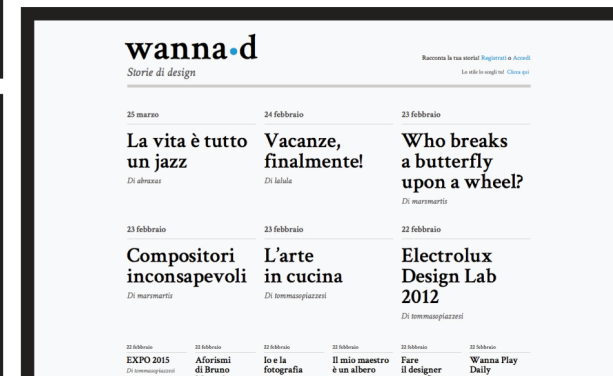 wanna•d
Storie di design
Racconta la tua storia! Registrati o Accedi
Lo stile lo scegli tu! Clicca qui
25 marzo
La vita è tutto
un jazz
Di abraxas
24 febbraio
Vacanze,
finalmente!
Di lalula
23 febbraio
Who breaks
a butterfly
upon a wheel?
Di marsmartis
23 febbraio
Compositori
inconsapevoli
Di marsmartis
23 febbraio
L'arte
in cucina
Di tommasopiazzesi
22 febbraio
Electrolux
Design Lab
2012
Di tommasopiazzesi
22 febbraio
EXPO 2015
Di tommasopiazzesi
22 febbraio
Aforismi
di Bruno
22 febbraio
Io e la
fotografia
22 febbraio
Il mio maestro
è un albero
22 febbraio
Fare
il designer
22 febbraio
Wanna Play
Daily